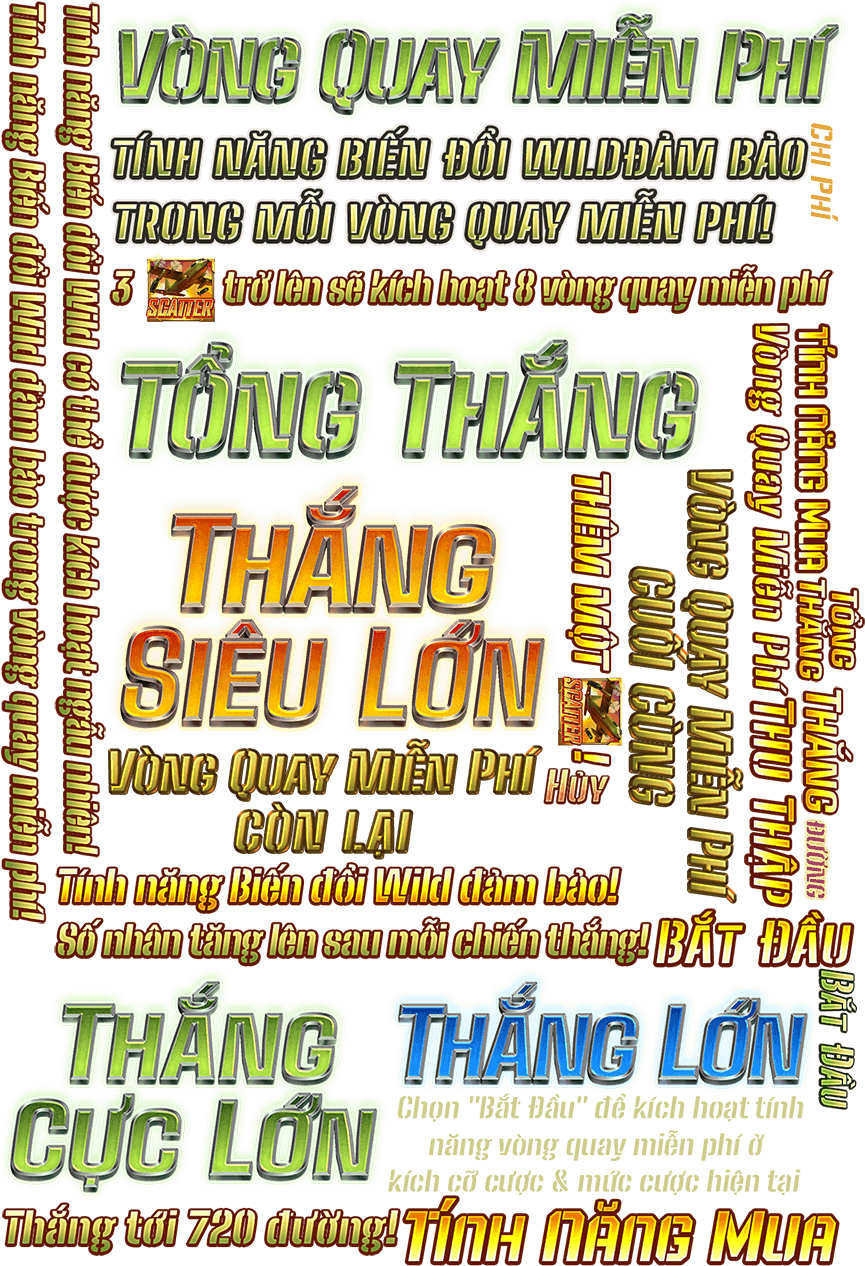 VÒNG QUAY MIỄN PHÍ
TÍNH NĂNG BIẾN ĐỔI WILDĐẢM BẢO
TRONG MỖI VÒNG QUAY MIỄN PHÍ!
3 SCATTER trở lên sẽ kích hoạt 8 vòng quay miễn phí
Tính năng Biến đổi Wild đảm bảo trong vòng quay miễn phí!
Tính năng Biến đổi Wild có thể được kích hoạt ngẫu nhiên!
CHI PHÍ
TỔNG THẮNG
TÍNH NĂNG MUA
VÒNG QUAY MIỄN PHÍ
THẮNG
SIÊU LỚN
THÊM MỘT SCATTER !
VÒNG QUAY MIỄN PHÍ
CUỐI CÙNG
TỔNG
THẮNG
THẮNG
THU THẬP
ĐƯỜNG
HỦY
VÒNG QUAY MIỄN PHÍ
CÒN LẠI
Tính năng Biến đổi Wild đảm bảo!
Số nhân tăng lên sau mỗi chiến thắng!
BẮT ĐẦU
BẮT ĐẦU
THẮNG
CỰC LỚN
THẮNG LỚN
Chọn "Bắt Đầu" để kích hoạt tính
năng vòng quay miễn phí ở
kích cỡ cược & mức cược hiện tại
Thắng tới 720 đường!
TÍNH NĂNG MUA